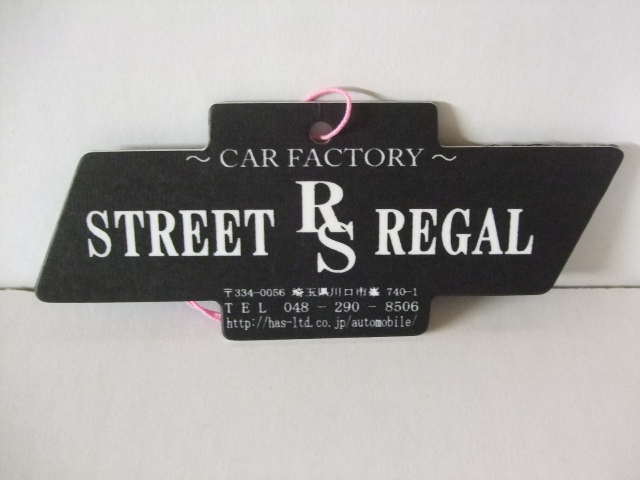 ～ CAR FACTORY ～
STREET RS REGAL
〒334-0056 埼玉県川口市峯 740-1
TEL 048 - 290 - 8506
http://has-ltd.co.jp/automobile/